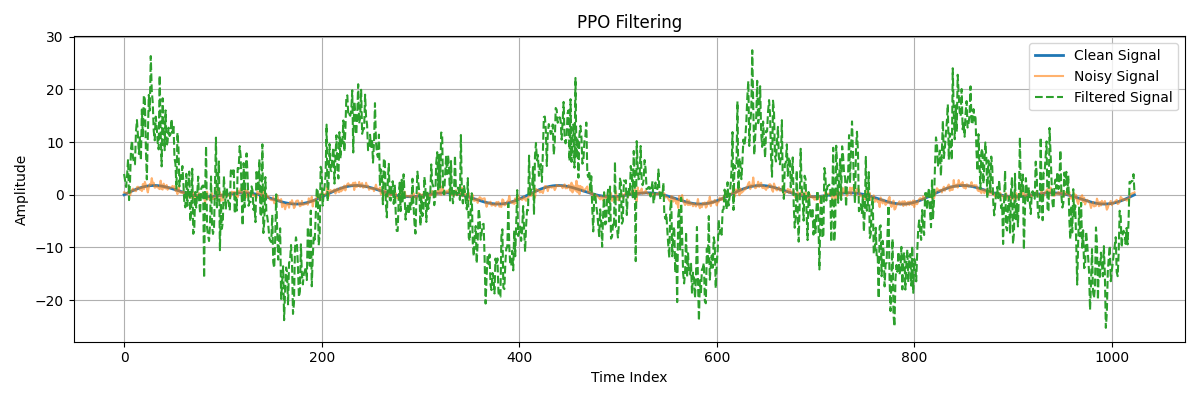 PPO Filtering
Clean Signal
Noisy Signal
Filtered Signal
Amplitude
30
20
10
0
−10
−20
0
200
400
600
800
1000
Time Index